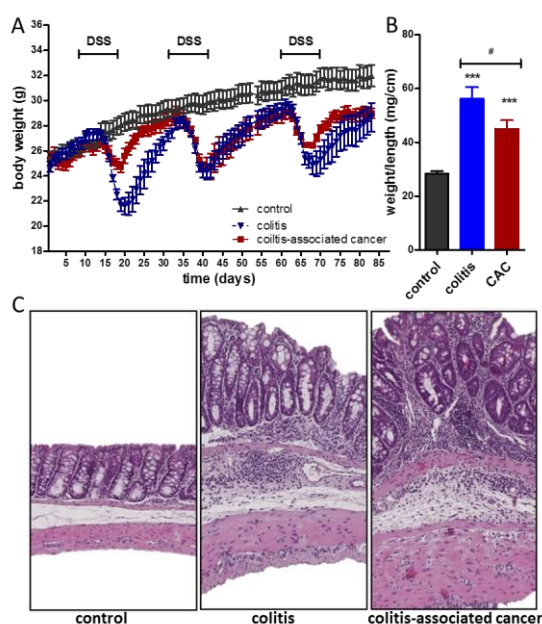 A
DSS DSS DSS
body weight (g)
36
34
32
30
28
26
24
22
20
18
control
colitis
coiltis-associated cancer
5 10 15 20 25 30 35 40 45 50 55 60 65 70 75 80 85
time (days)
B
weight/length (mg/cm)
80
60
40
20
0
#
***
***
control colitis CAC
C
control colitis colitis-associated cancer